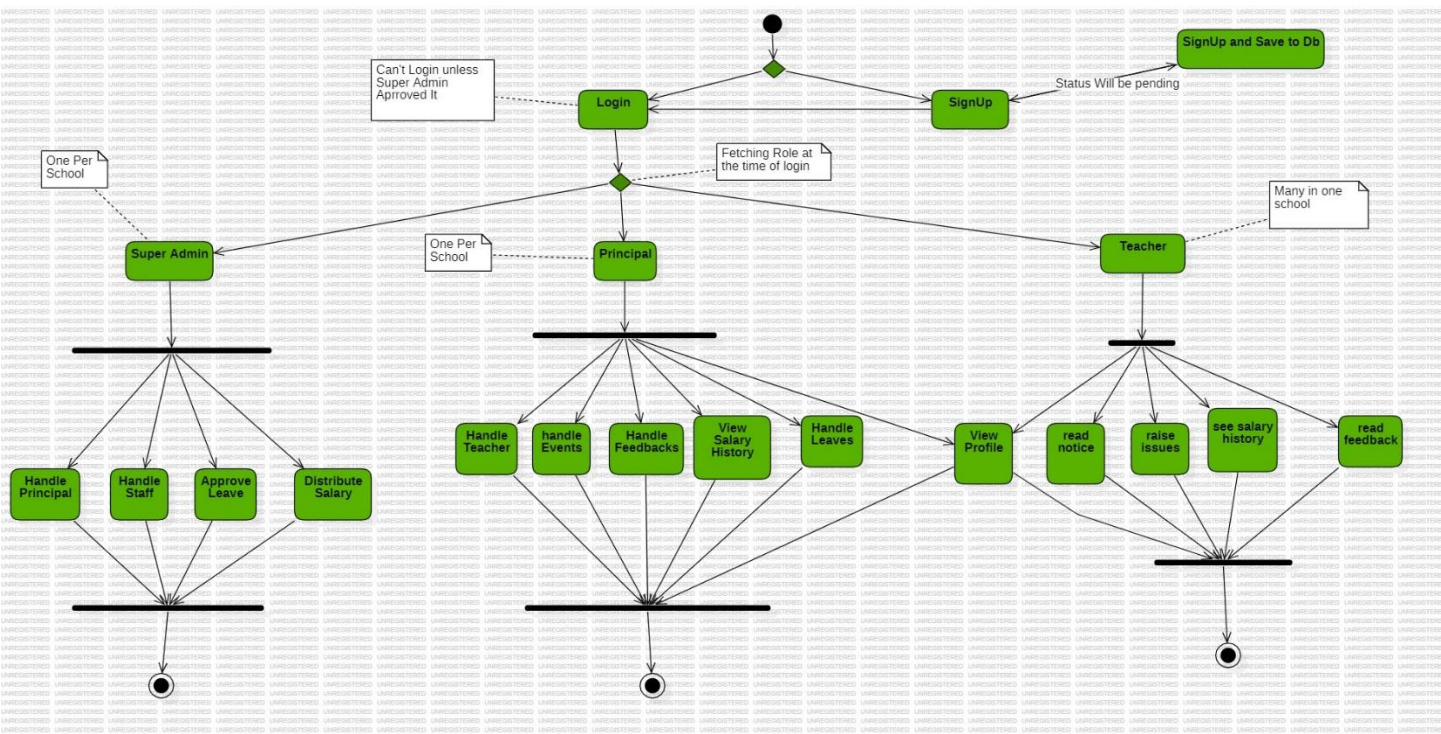 SignUp and Save to Db
Can't Login unless
Super Admin
Aprroved It
Status Will be pending
Login
SignUp
One Per
School
Fetching Role at
the time of login
Many in one
school
One Per
School
Super Admin
Principal
Teacher
Handle
Teacher
handle
Events
Handle
Feedbacks
View
Salary
History
Handle
Leaves
View
Profile
read
notice
raise
issues
see salary
history
read
feedback
Handle
Principal
Handle
Staff
Approve
Leave
Distribute
Salary
UNREGISTERED